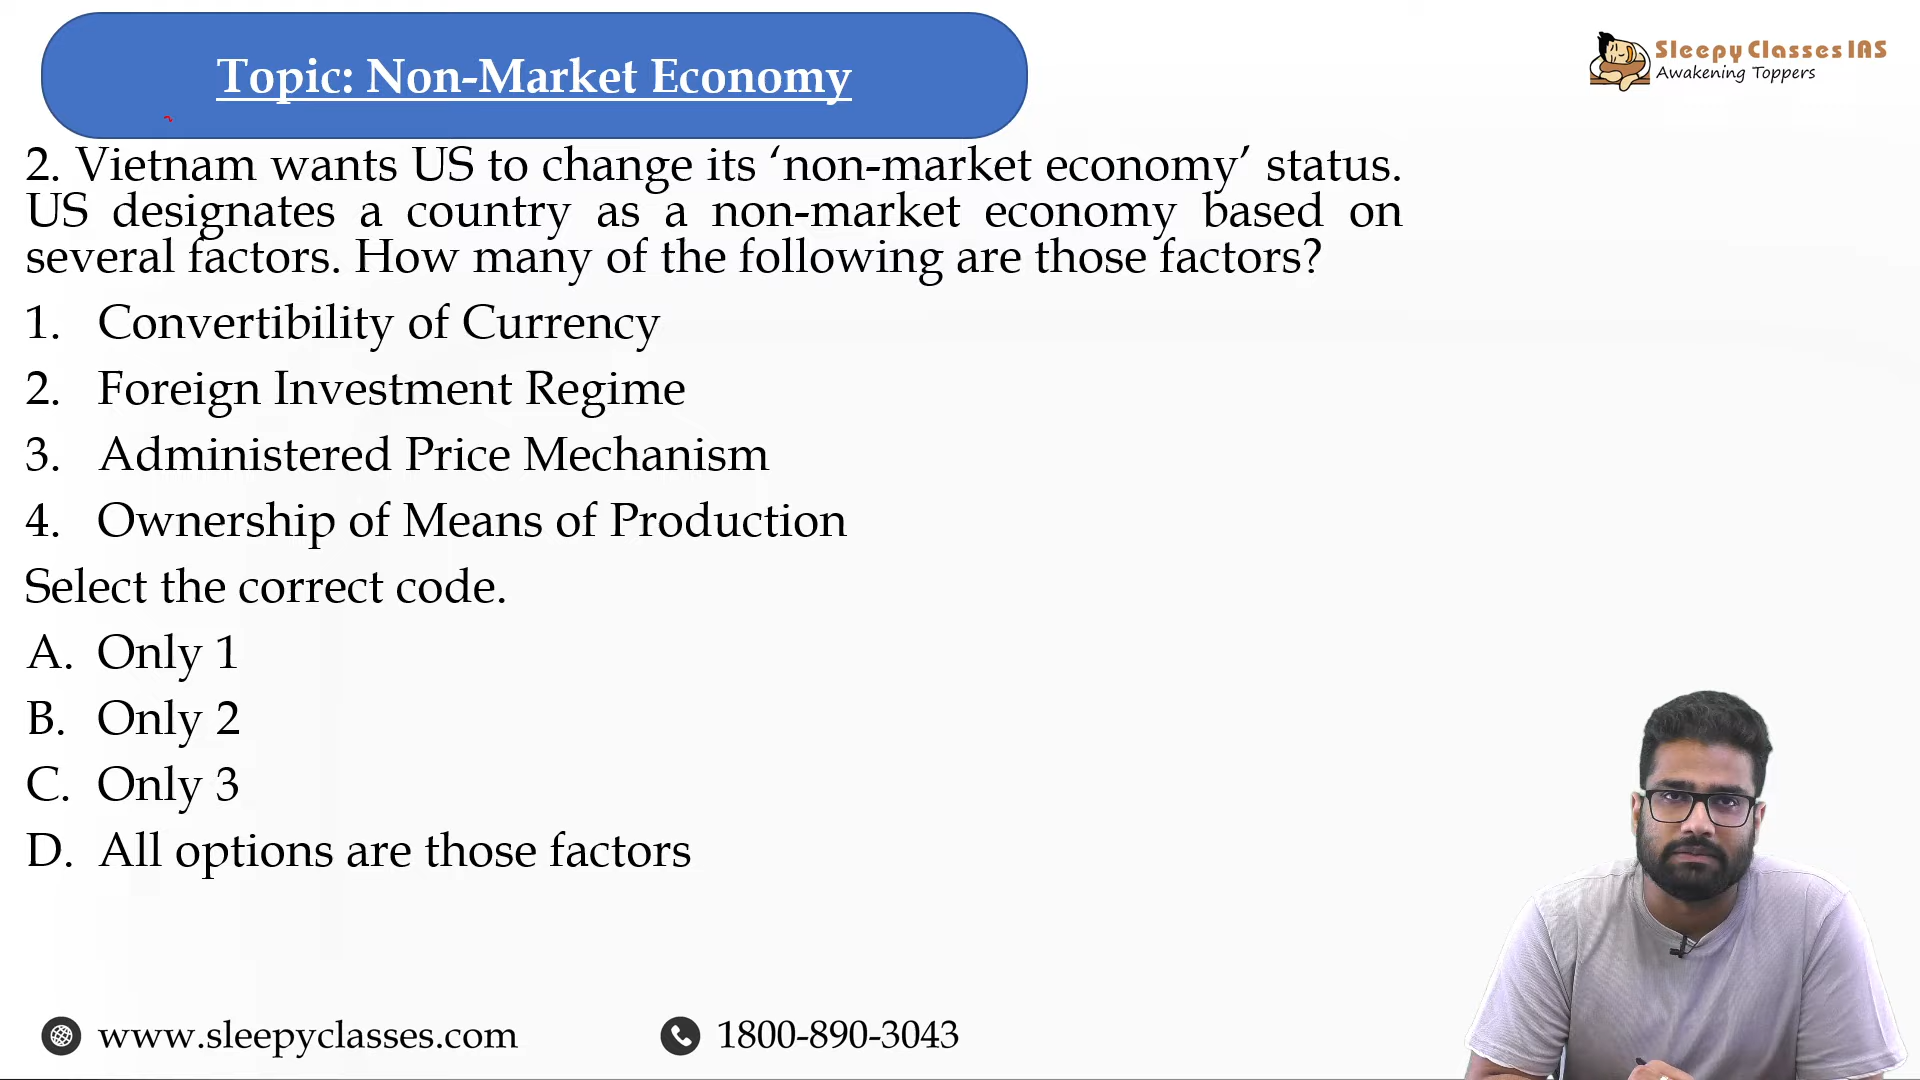 Topic: Non-Market Economy
Sleepy Classes IAS
Awakening Toppers
2. Vietnam wants US to change its ‘non-market economy’ status.
US designates a country as a non-market economy based on
several factors. How many of the following are those factors?
1. Convertibility of Currency
2. Foreign Investment Regime
3. Administered Price Mechanism
4. Ownership of Means of Production
Select the correct code.
A. Only 1
B. Only 2
C. Only 3
D. All options are those factors
www.sleepyclasses.com
1800-890-3043